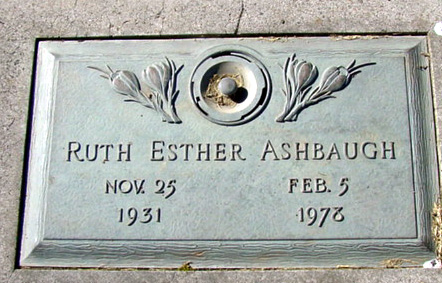 RUTH ESTHER ASHBAUGH
NOV. 25 FEB. 5
1931 1978